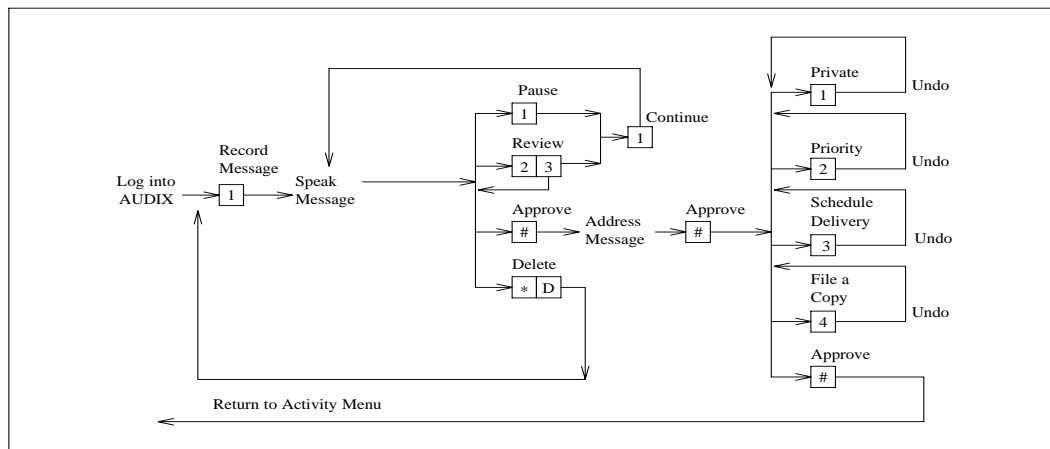 Log into
AUDIX
Record
Message
1
Speak
Message
Pause
1
Review
2 3
Continue
1
Approve
#
Address
Message
Approve
#
Delete
* D
Private
1
Undo
Priority
2
Undo
Schedule
Delivery
3
Undo
File a
Copy
4
Undo
Approve
#
Return to Activity Menu